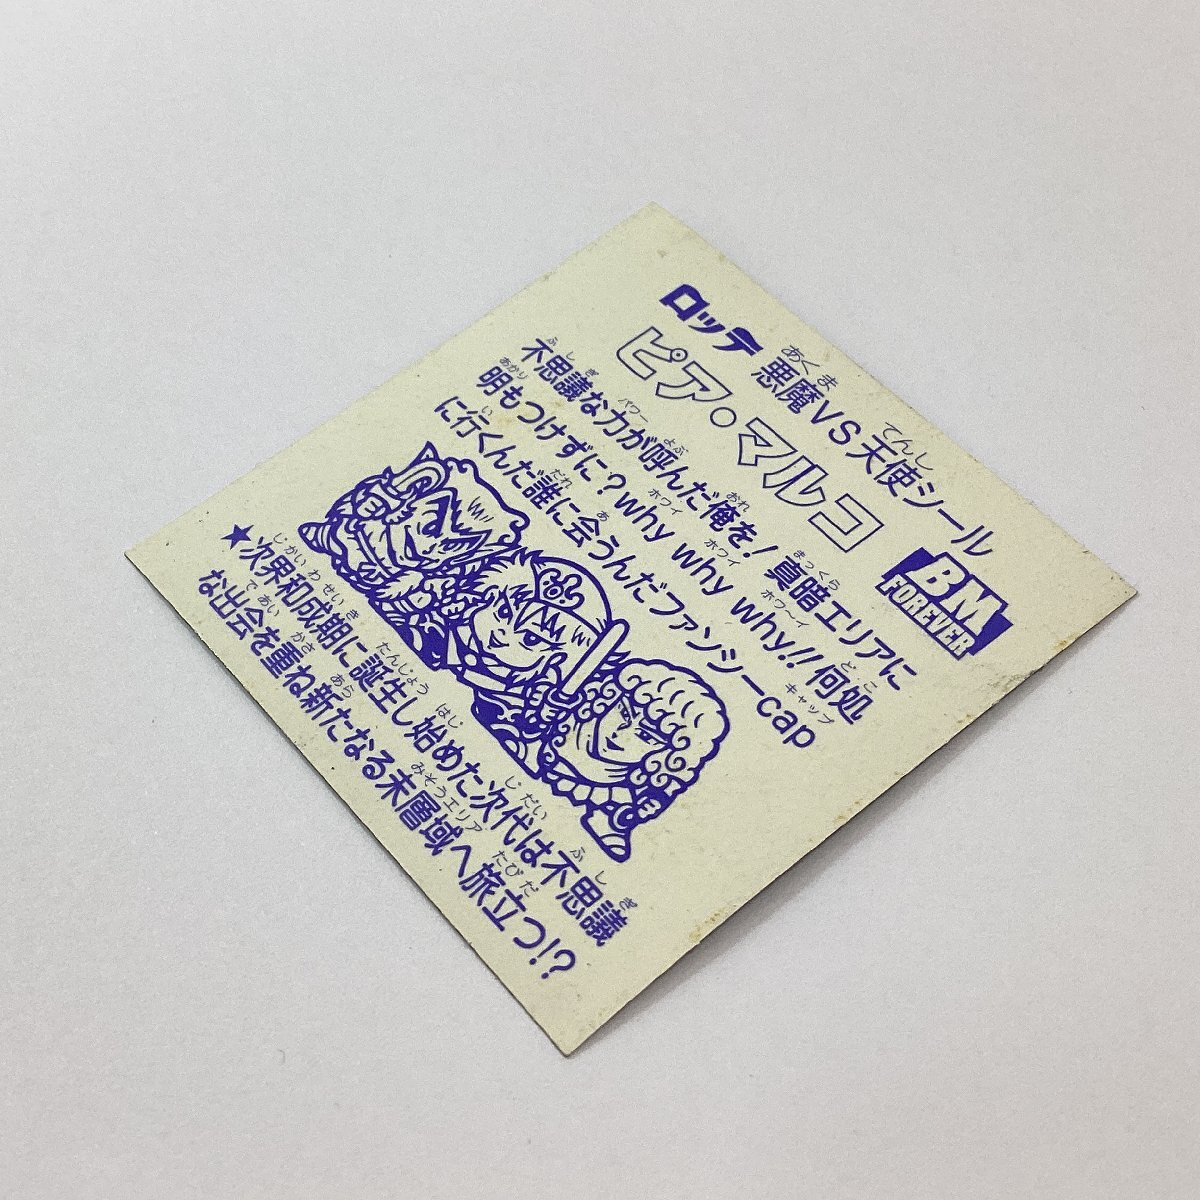 ロッテ 悪魔VS天使シール
ピア・マルコ
BM
FOREVER
不思議な力が呼んだ俺を!真暗エリアに
明もつけずに?why why why!!何処
に行くんだ誰に会うんだファンシーcap
★次界和成期に誕生し始めた次代は不思議
な出会を重ね新たなる未層域へ旅立つ!?